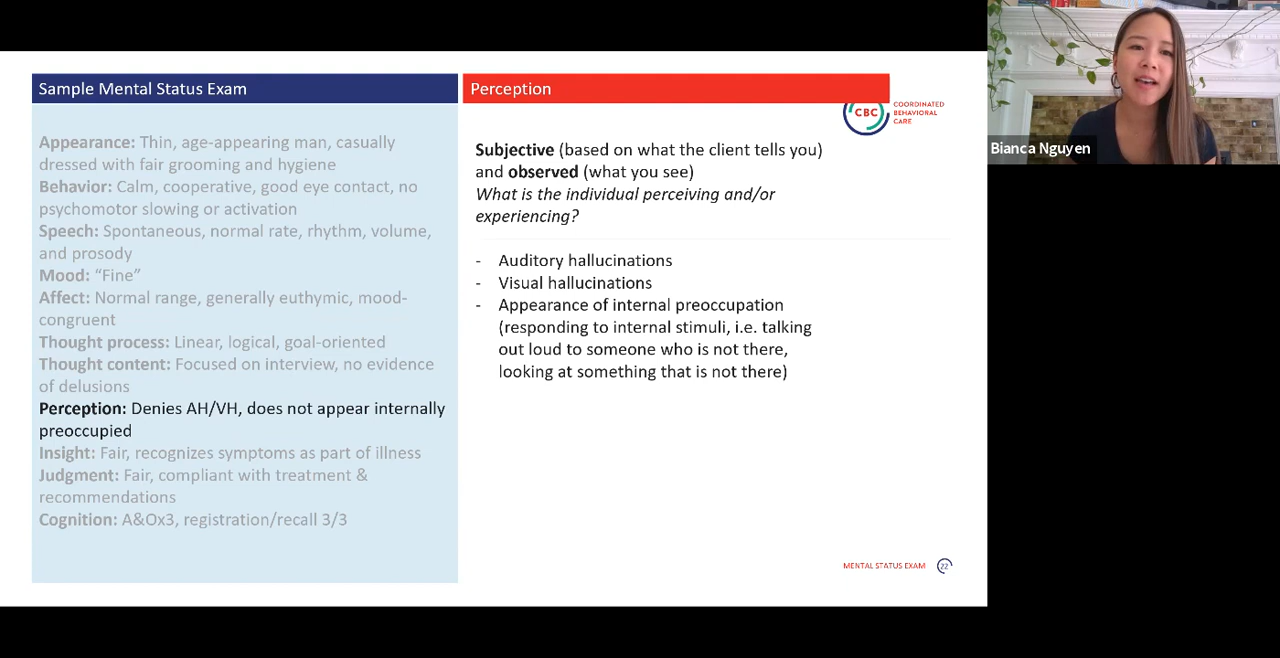 Sample Mental Status Exam
Appearance: Thin, age-appearing man, casually
dressed with fair grooming and hygiene
Behavior: Calm, cooperative, good eye contact, no
psychomotor slowing or activation
Speech: Spontaneous, normal rate, rhythm, volume,
and prosody
Mood: “Fine”
Affect: Normal range, generally euthymic, mood-
congruent
Thought process: Linear, logical, goal-oriented
Thought content: Focused on interview, no evidence
of delusions
Perception: Denies AH/VH, does not appear internally
preoccupied
Insight: Fair, recognizes symptoms as part of illness
Judgment: Fair, compliant with treatment &
recommendations
Cognition: A&Ox3, registration/recall 3/3
Perception
CBC
COORDINATED
BEHAVIORAL
CARE
Subjective (based on what the client tells you)
and observed (what you see)
What is the individual perceiving and/or
experiencing?
- Auditory hallucinations
- Visual hallucinations
- Appearance of internal preoccupation
(responding to internal stimuli, i.e. talking
out loud to someone who is not there,
looking at something that is not there)
MENTAL STATUS EXAM 22
Bianca Nguyen